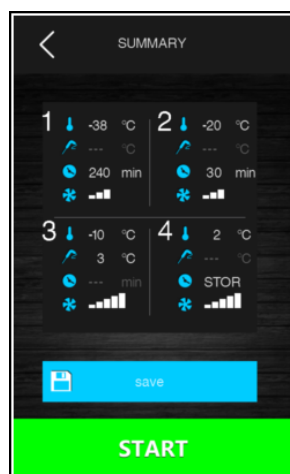 SUMMARY
1 -38 °C
--- °C
240 min
2 -20 °C
--- °C
30 min
3 -10 °C
3 °C
--- min
4 2 °C
--- °C
STOR
save
START